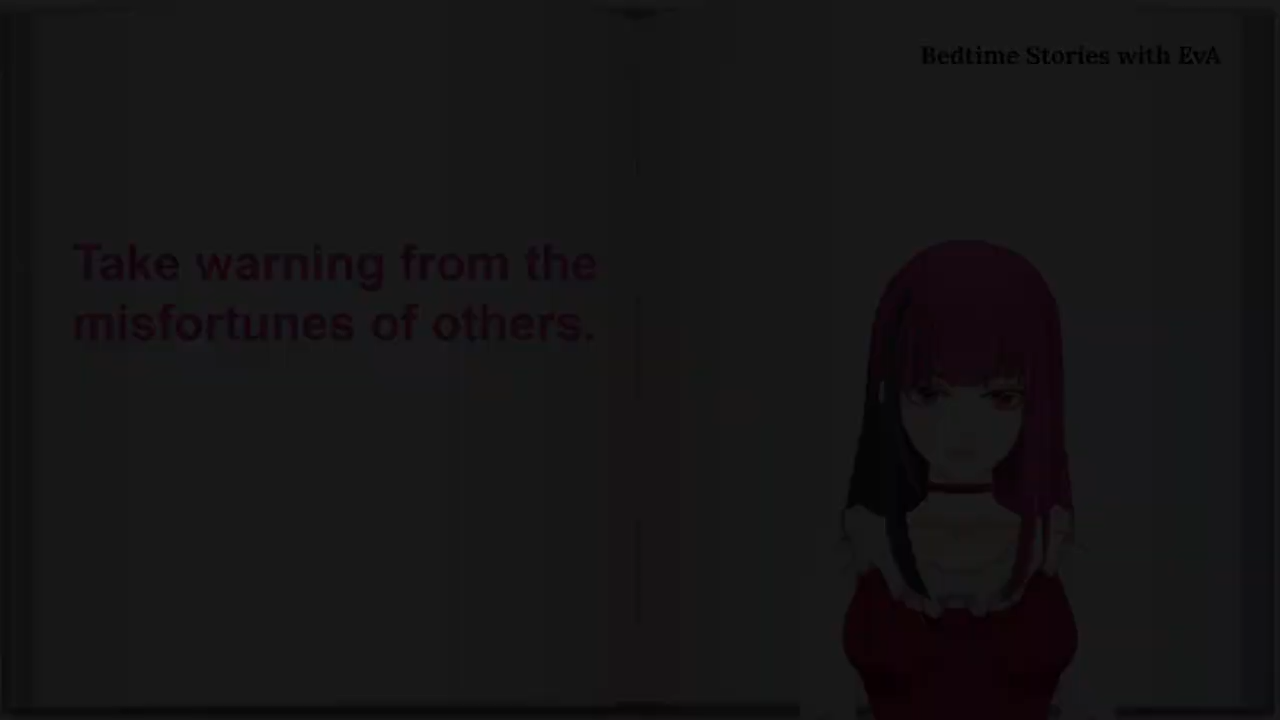 Bedtime Stories with EvA
Take warning from the
misfortunes of others.